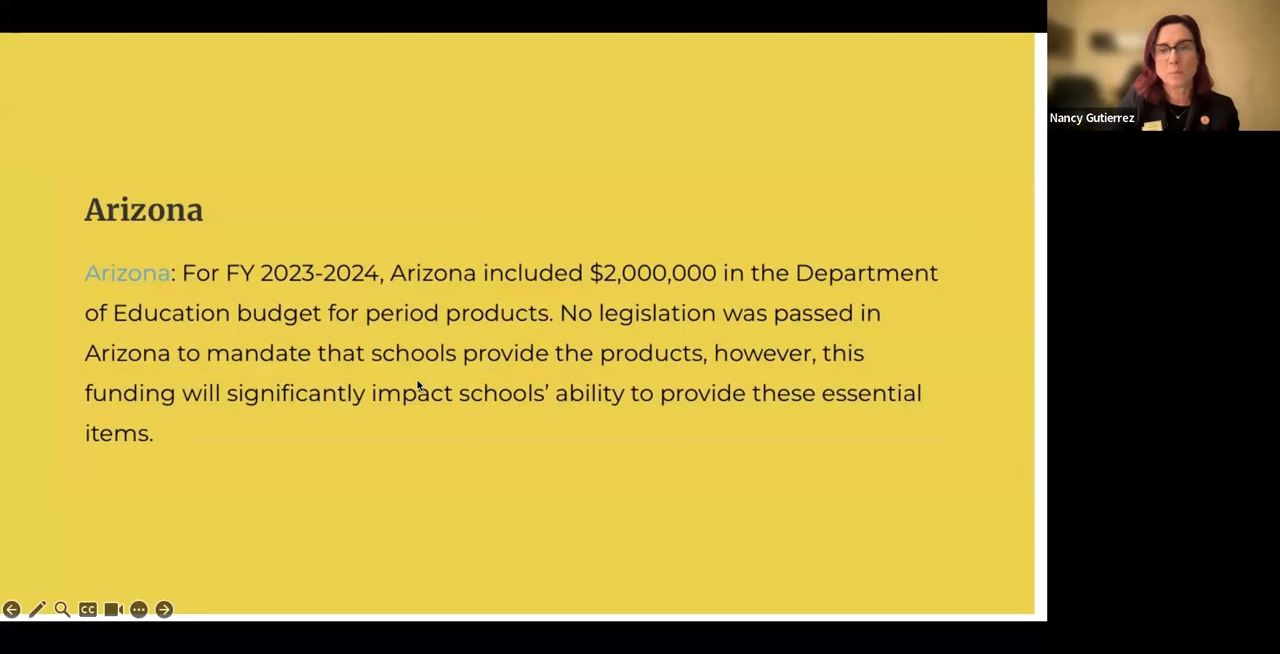 Arizona
Arizona: For FY 2023-2024, Arizona included $2,000,000 in the Department
of Education budget for period products. No legislation was passed in
Arizona to mandate that schools provide the products, however, this
funding will significantly impact schools’ ability to provide these essential
items.
Nancy Gutierrez
CC